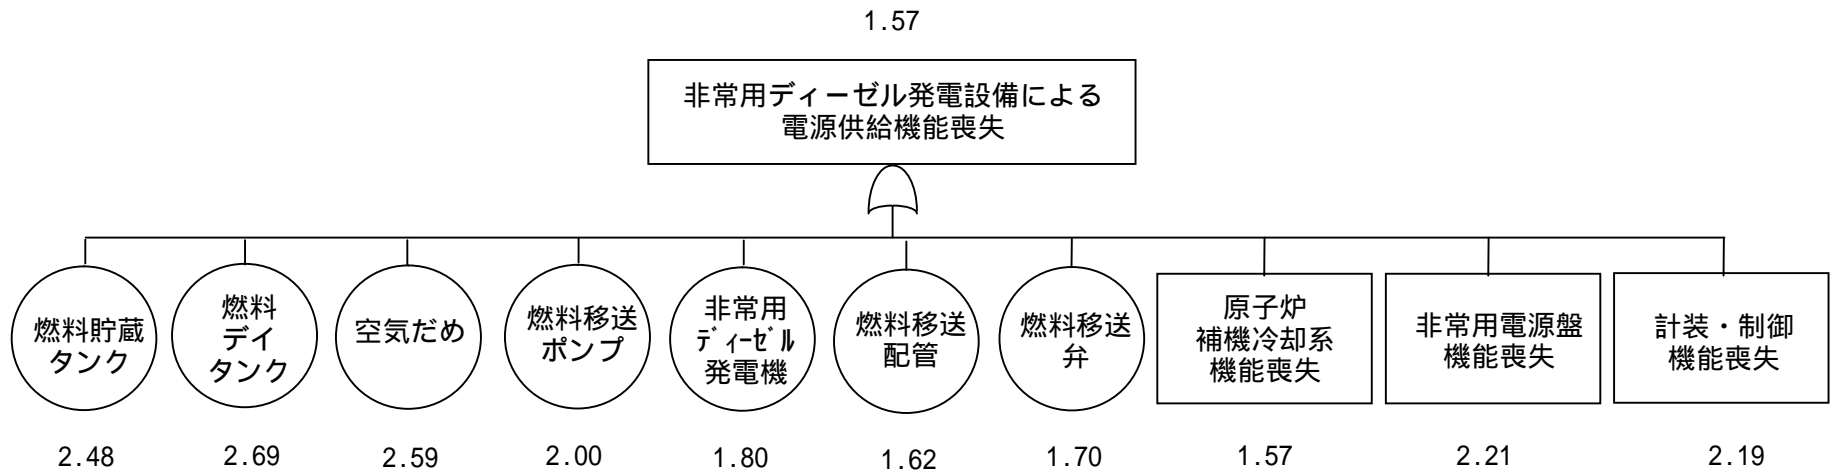 1.57
非常用ディーゼル発電設備による
電源供給機能喪失
燃料貯蔵
タンク
燃料
デイ
タンク
空気だめ
燃料移送
ポンプ
非常用
ﾃﾞｨｰｾﾞﾙ
発電機
燃料移送
配管
燃料移送
弁
原子炉
補機冷却系
機能喪失
非常用電源盤
機能喪失
計装・制御
機能喪失
2.48
2.69
2.59
2.00
1.80
1.62
1.70
1.57
2.21
2.19